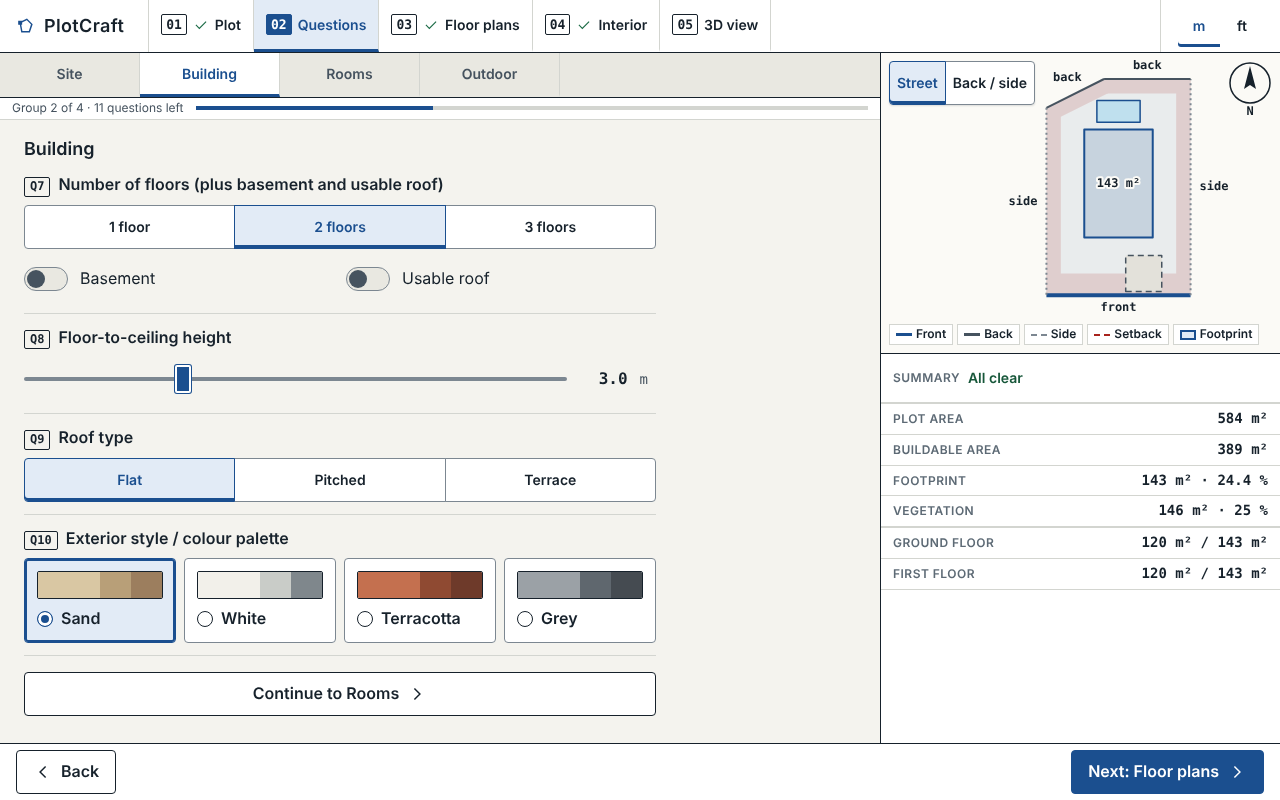 PlotCraft
01 Plot
02 Questions
03 Floor plans
04 Interior
05 3D view
m
ft
Site
Building
Rooms
Outdoor
Group 2 of 4 · 11 questions left
Building
Q7 Number of floors (plus basement and usable roof)
1 floor
2 floors
3 floors
Basement
Usable roof
Q8 Floor-to-ceiling height
3.0 m
Q9 Roof type
Flat
Pitched
Terrace
Q10 Exterior style / colour palette
Sand
White
Terracotta
Grey
Continue to Rooms
Back
Next: Floor plans
Street
Back / side
back
back
N
143 m²
side
side
front
Front
Back
Side
Setback
Footprint
SUMMARY All clear
PLOT AREA 584 m²
BUILDABLE AREA 389 m²
FOOTPRINT 143 m² · 24.4 %
VEGETATION 146 m² · 25 %
GROUND FLOOR 120 m² / 143 m²
FIRST FLOOR 120 m² / 143 m²